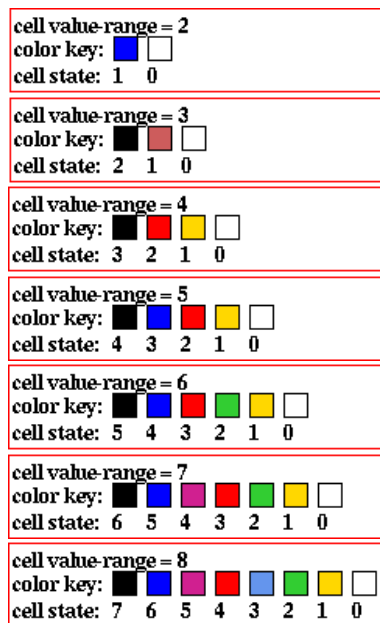 cell value-range = 2
color key:
cell state: 1 0
cell value-range = 3
color key:
cell state: 2 1 0
cell value-range = 4
color key:
cell state: 3 2 1 0
cell value-range = 5
color key:
cell state: 4 3 2 1 0
cell value-range = 6
color key:
cell state: 5 4 3 2 1 0
cell value-range = 7
color key:
cell state: 6 5 4 3 2 1 0
cell value-range = 8
color key:
cell state: 7 6 5 4 3 2 1 0